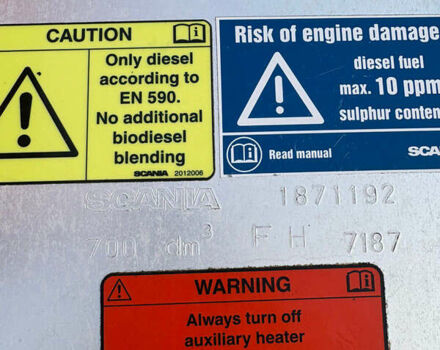 CAUTION
Only diesel
according to
EN 590.
No additional
biodiesel
blending
SCANIA 2012006
Risk of engine damage
diesel fuel
max. 10 ppm
sulphur conten
Read manual
SCA
SCANIA 1871192
700 dm³ F H 7187
WARNING
Always turn off
auxiliary heater